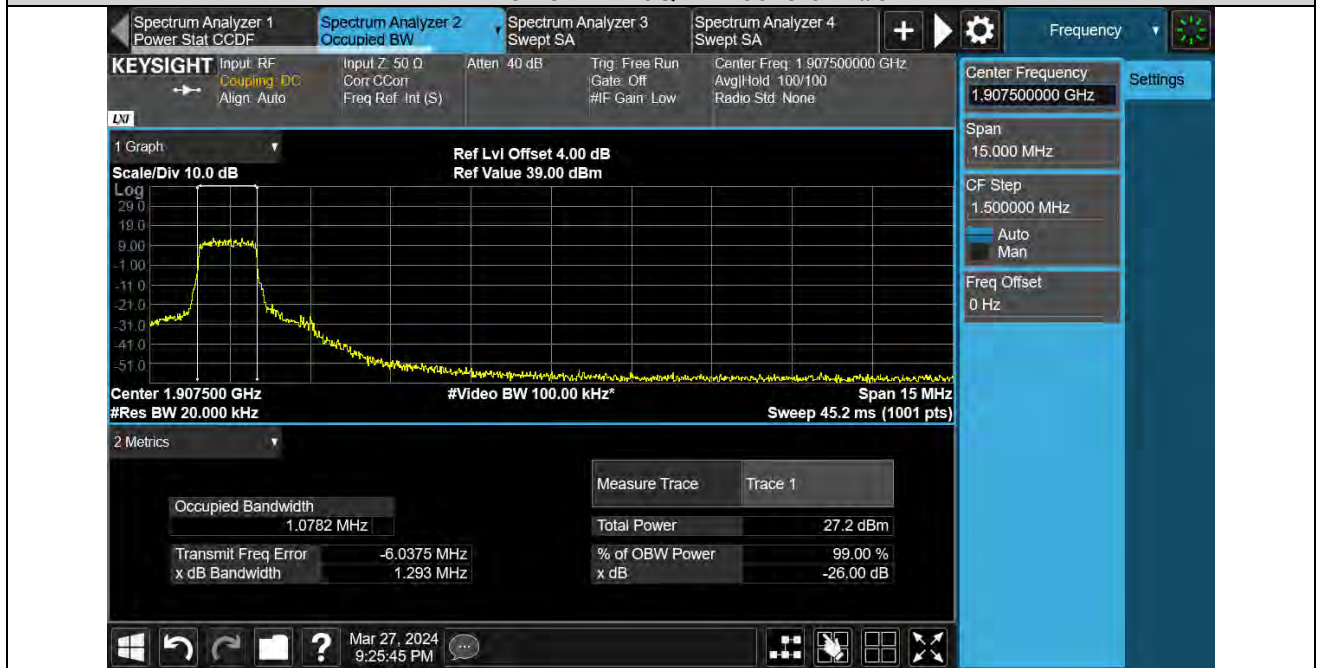 Spectrum Analyzer 1
Power Stat CCDF
Spectrum Analyzer 2
Occupied BW
Spectrum Analyzer 3
Swept SA
Spectrum Analyzer 4
Swept SA
+
Frequency
KEYSIGHT
LXI
Input: RF
Coupling: DC
Align: Auto
Input Z: 50 Ω
Corr CCorr
Freq Ref: Int (S)
Atten: 40 dB
Trig: Free Run
Gate: Off
#IF Gain: Low
Center Freq: 1.907500000 GHz
Avg|Hold: 100/100
Radio Std: None
Center Frequency
1.907500000 GHz
Settings
Span
15.000 MHz
CF Step
1.500000 MHz
Auto
Man
Freq Offset
0 Hz
1 Graph
Scale/Div 10.0 dB
Ref Lvl Offset 4.00 dB
Ref Value 39.00 dBm
Log
29.0
19.0
9.00
-1.00
-11.0
-21.0
-31.0
-41.0
-51.0
Center 1.907500 GHz
#Res BW 20.000 kHz
#Video BW 100.00 kHz*
Span 15 MHz
Sweep 45.2 ms (1001 pts)
2 Metrics
Measure Trace Trace 1
Occupied Bandwidth
1.0782 MHz
Total Power 27.2 dBm
Transmit Freq Error -6.0375 MHz
% of OBW Power 99.00 %
x dB Bandwidth 1.293 MHz
x dB -26.00 dB
?
Mar 27, 2024
9:25:45 PM